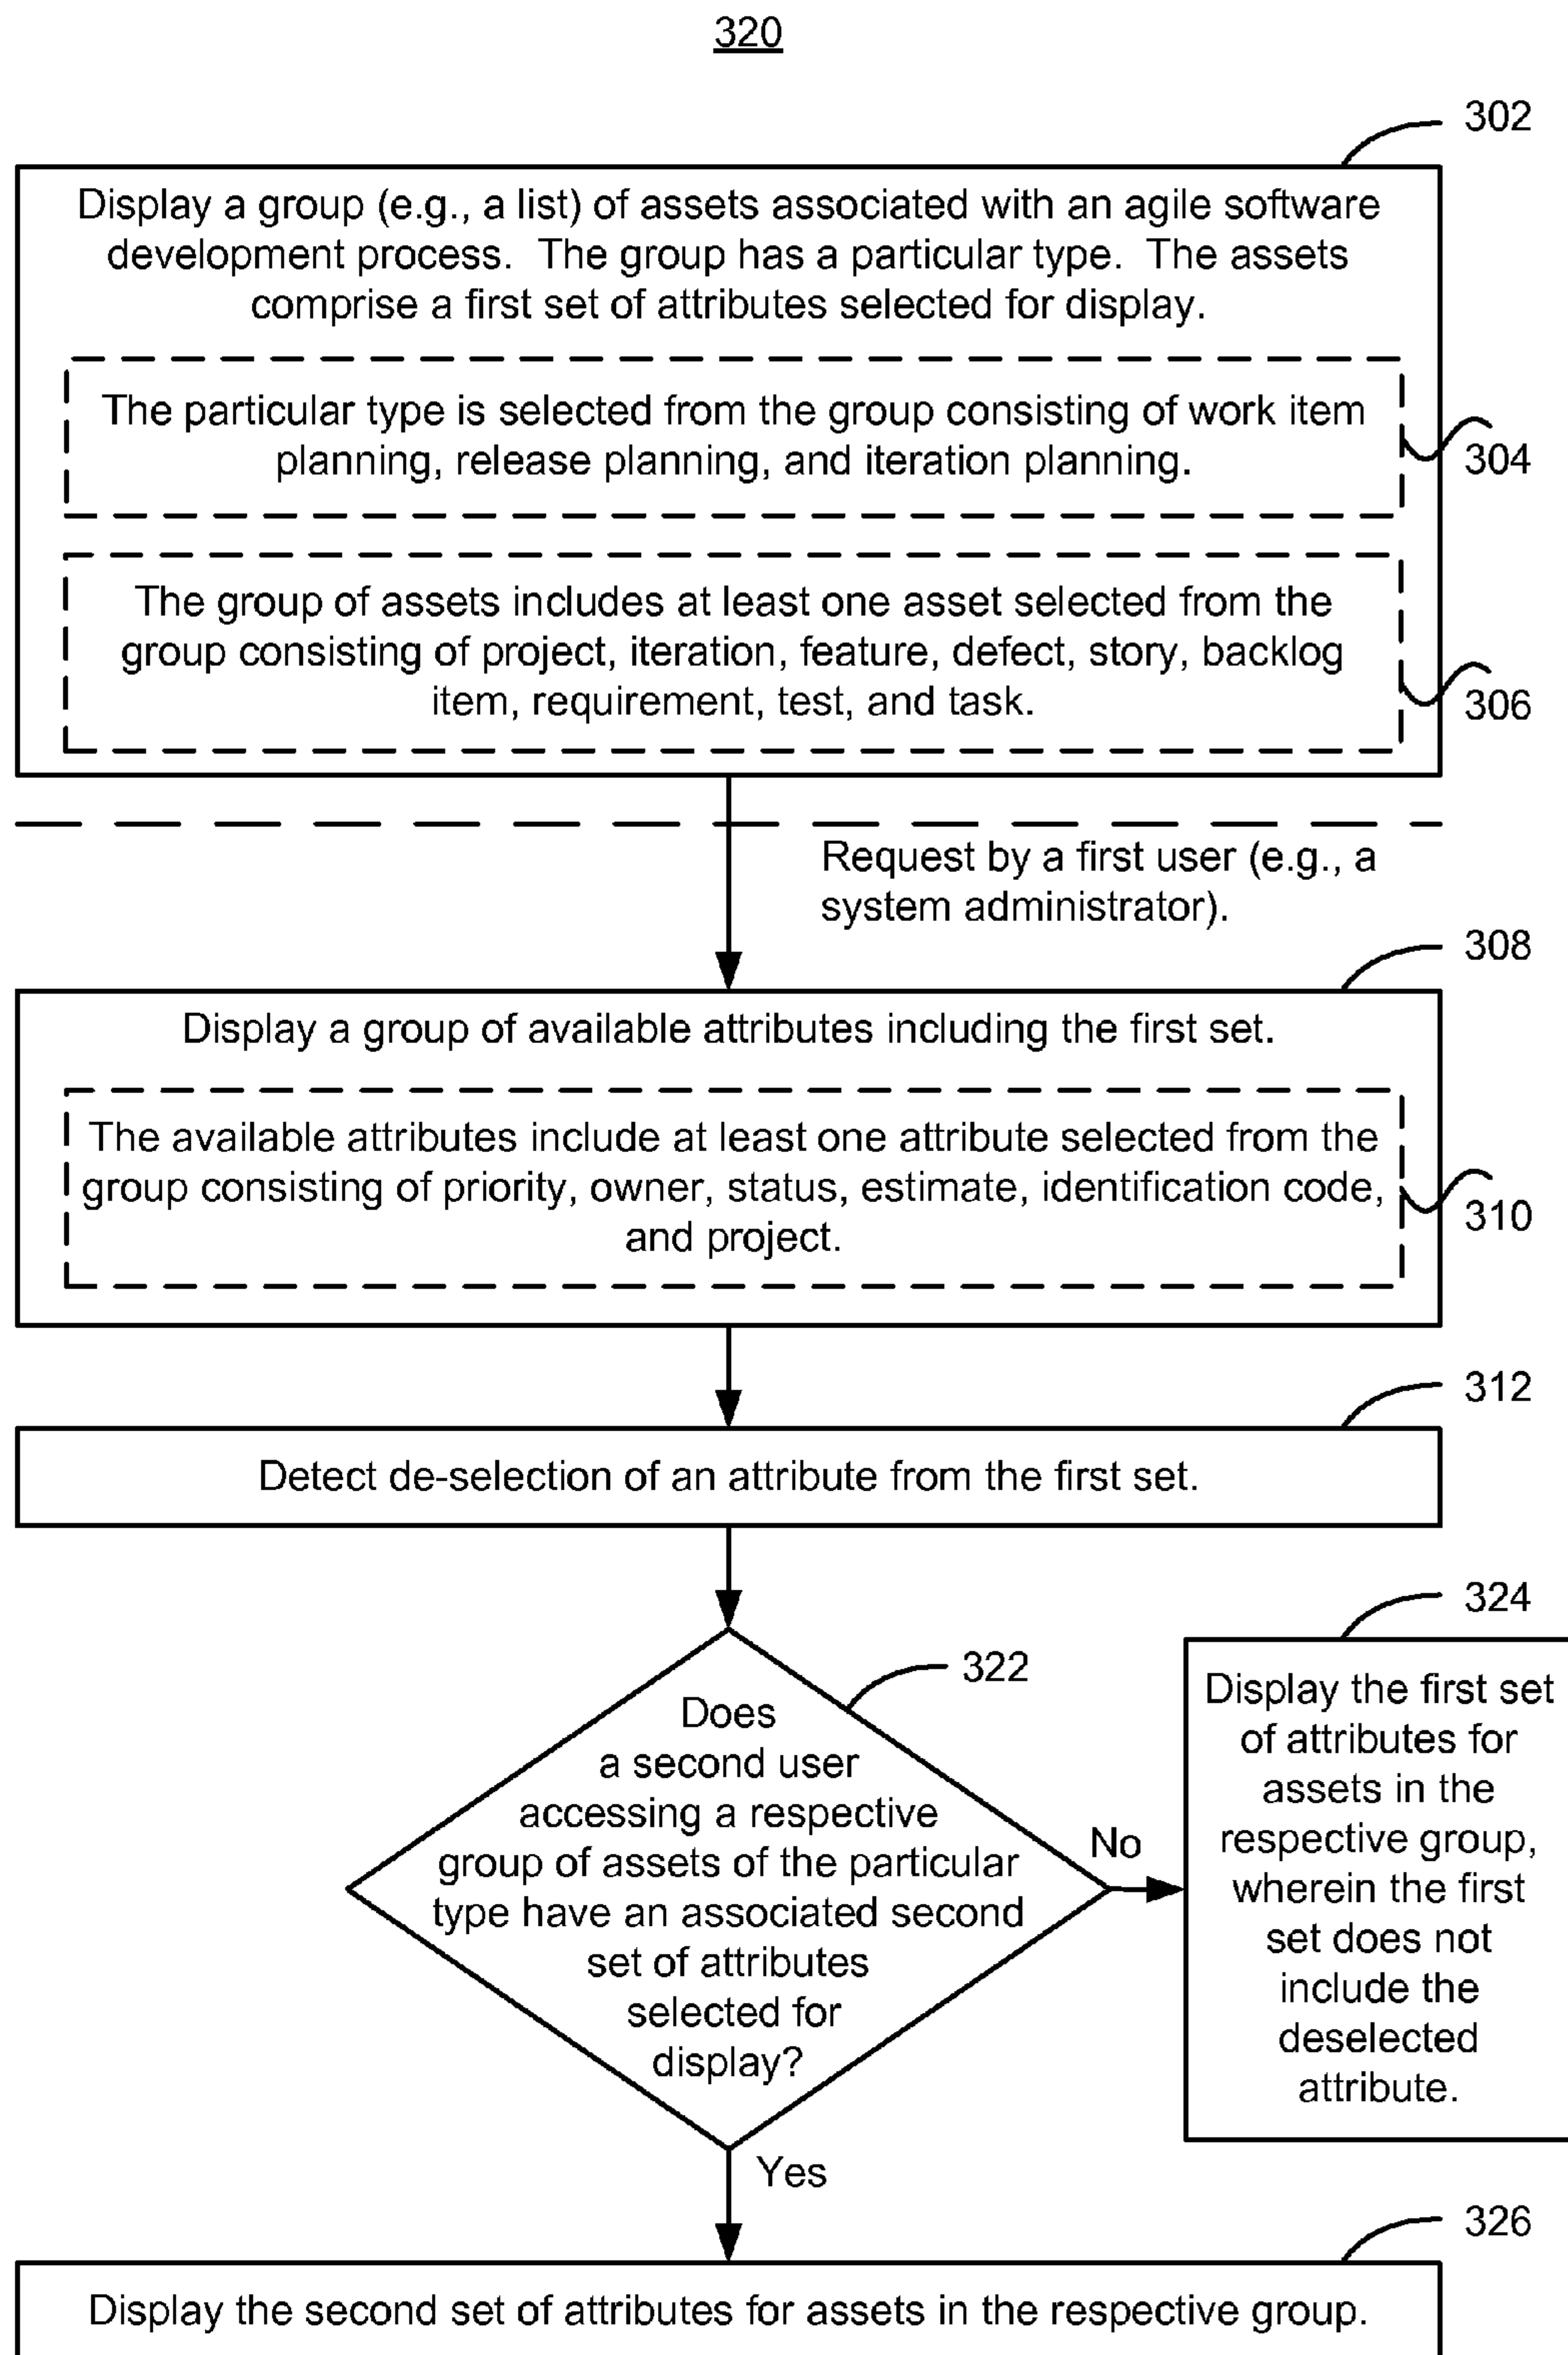 320
302
Display a group (e.g., a list) of assets associated with an agile software
development process. The group has a particular type. The assets
comprise a first set of attributes selected for display.
The particular type is selected from the group consisting of work item
planning, release planning, and iteration planning.
304
The group of assets includes at least one asset selected from the
group consisting of project, iteration, feature, defect, story, backlog
item, requirement, test, and task.
306
Request by a first user (e.g., a
system administrator).
308
Display a group of available attributes including the first set.
The available attributes include at least one attribute selected from the
group consisting of priority, owner, status, estimate, identification code,
and project.
310
312
Detect de-selection of an attribute from the first set.
322
Does
a second user
accessing a respective
group of assets of the particular
type have an associated second
set of attributes
selected for
display?
No
324
Display the first set
of attributes for
assets in the
respective group,
wherein the first
set does not
include the
deselected
attribute.
Yes
326
Display the second set of attributes for assets in the respective group.